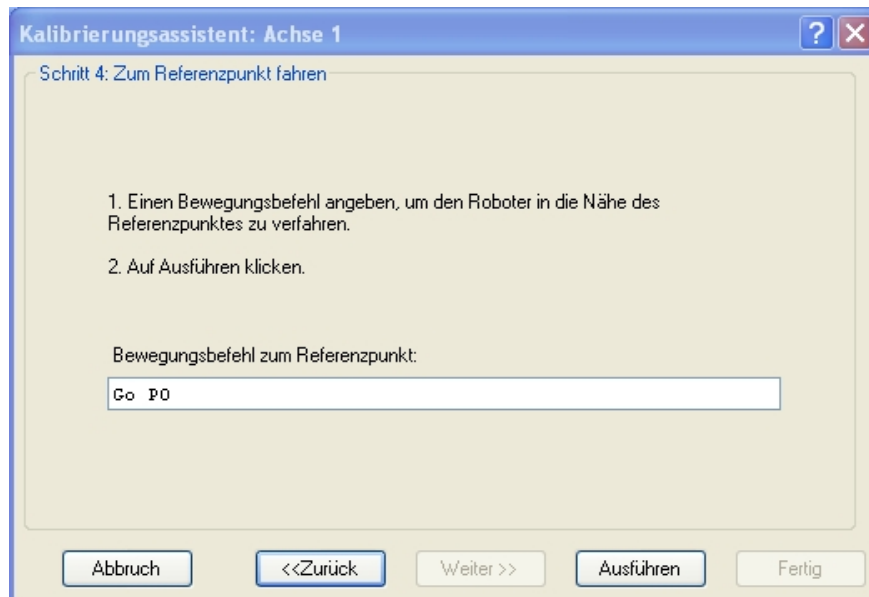 Kalibrierungsassistent: Achse 1
Schritt 4: Zum Referenzpunkt fahren
1. Einen Bewegungsbefehl angeben, um den Roboter in die Nähe des
Referenzpunktes zu verfahren.
2. Auf Ausführen klicken.
Bewegungsbefehl zum Referenzpunkt:
Go P0
Abbruch <<Zurück Weiter >> Ausführen Fertig